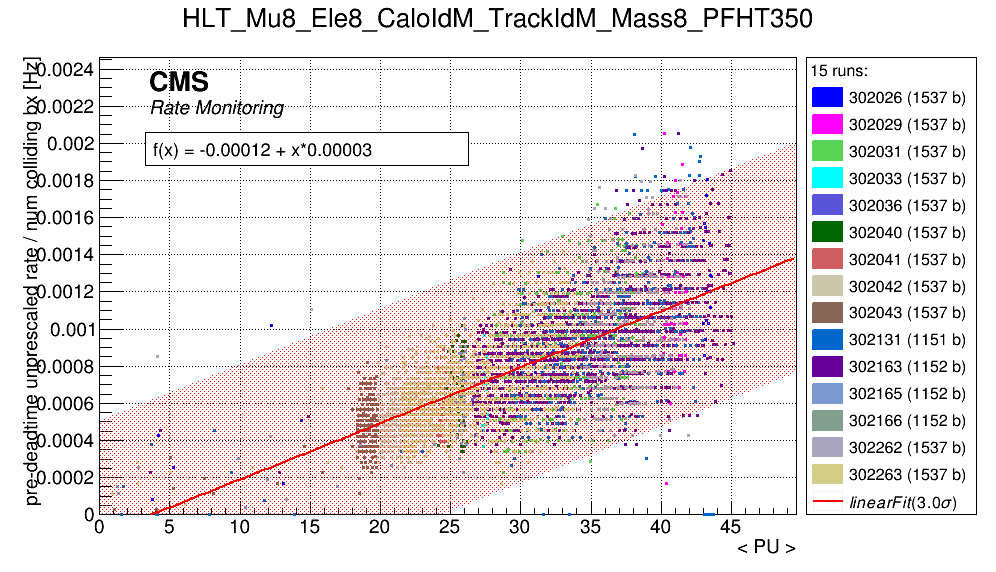 HLT_Mu8_Ele8_CaloIdM_TrackIdM_Mass8_PFHT350
pre-deadtime unprescaled rate / num colliding bx [Hz]
0.0024
0.0022
0.002
0.0018
0.0016
0.0014
0.0012
0.001
0.0008
0.0006
0.0004
0.0002
0
CMS
Rate Monitoring
f(x) = -0.00012 + x*0.00003
0 5 10 15 20 25 30 35 40 45
< PU >
15 runs:
302026 (1537 b)
302029 (1537 b)
302031 (1537 b)
302033 (1537 b)
302036 (1537 b)
302040 (1537 b)
302041 (1537 b)
302042 (1537 b)
302043 (1537 b)
302131 (1151 b)
302163 (1152 b)
302165 (1152 b)
302166 (1152 b)
302262 (1537 b)
302263 (1537 b)
linearFit(3.0σ)